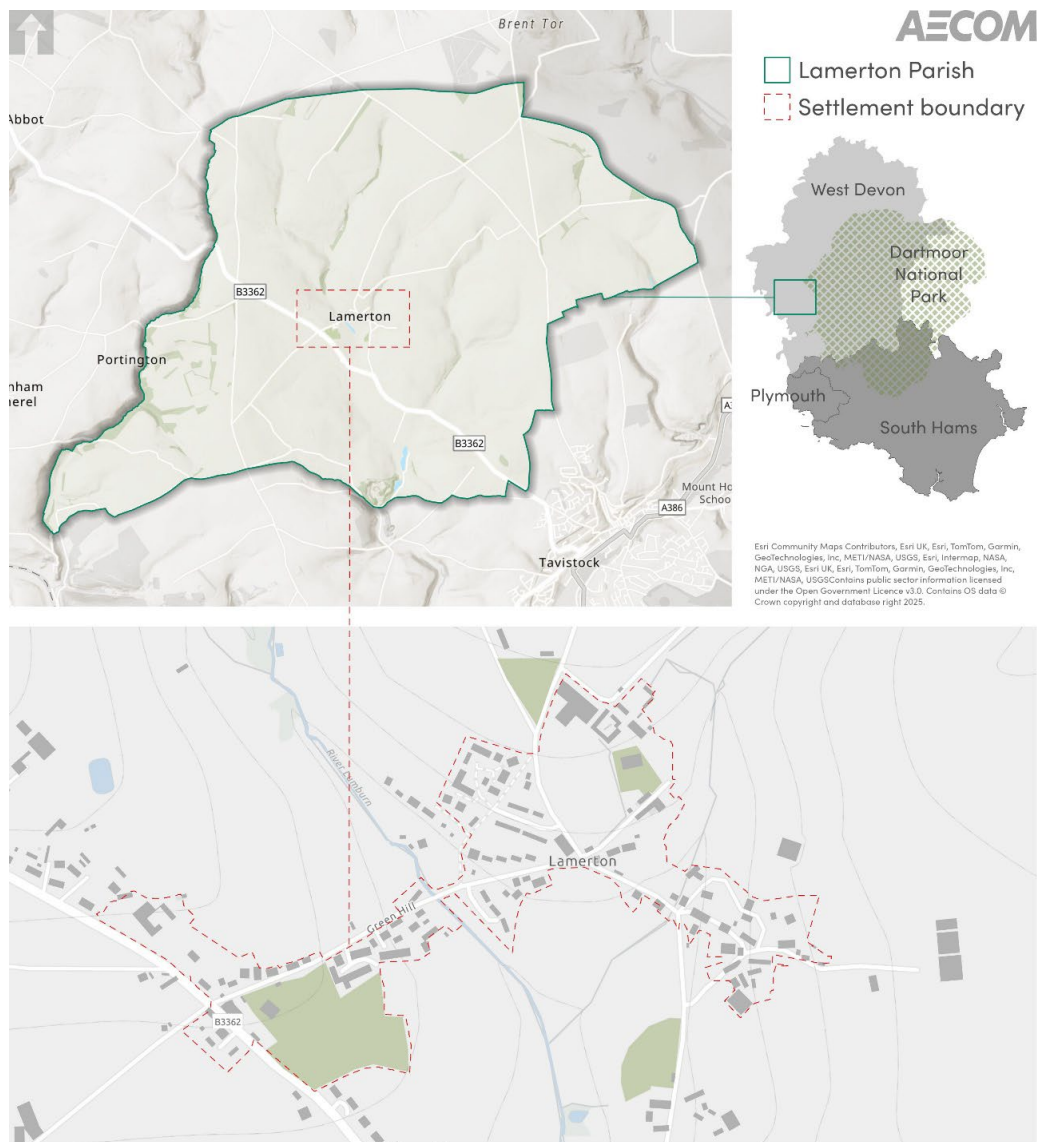 Brent Tor
AECOM
Lamerton Parish
Settlement boundary
Abbot
West Devon
Dartmoor
National
Park
B3362
Lamerton
Portington
nham
erel
Plymouth
South Hams
B3362
Mount Ho
Schoo
A386
Tavistock
Esri Community Maps Contributors, Esri UK, Esri, TomTom, Garmin,
GeoTechnologies, Inc, METI/NASA, USGS, Esri, Intermap, NASA,
NGA, USGS, Esri UK, Esri, TomTom, Garmin, GeoTechnologies, Inc,
METI/NASA, USGSContains public sector information licensed
under the Open Government Licence v3.0. Contains OS data ©
Crown copyright and database right 2025.
River Lumburn
Lamerton
Green Hill
B3362